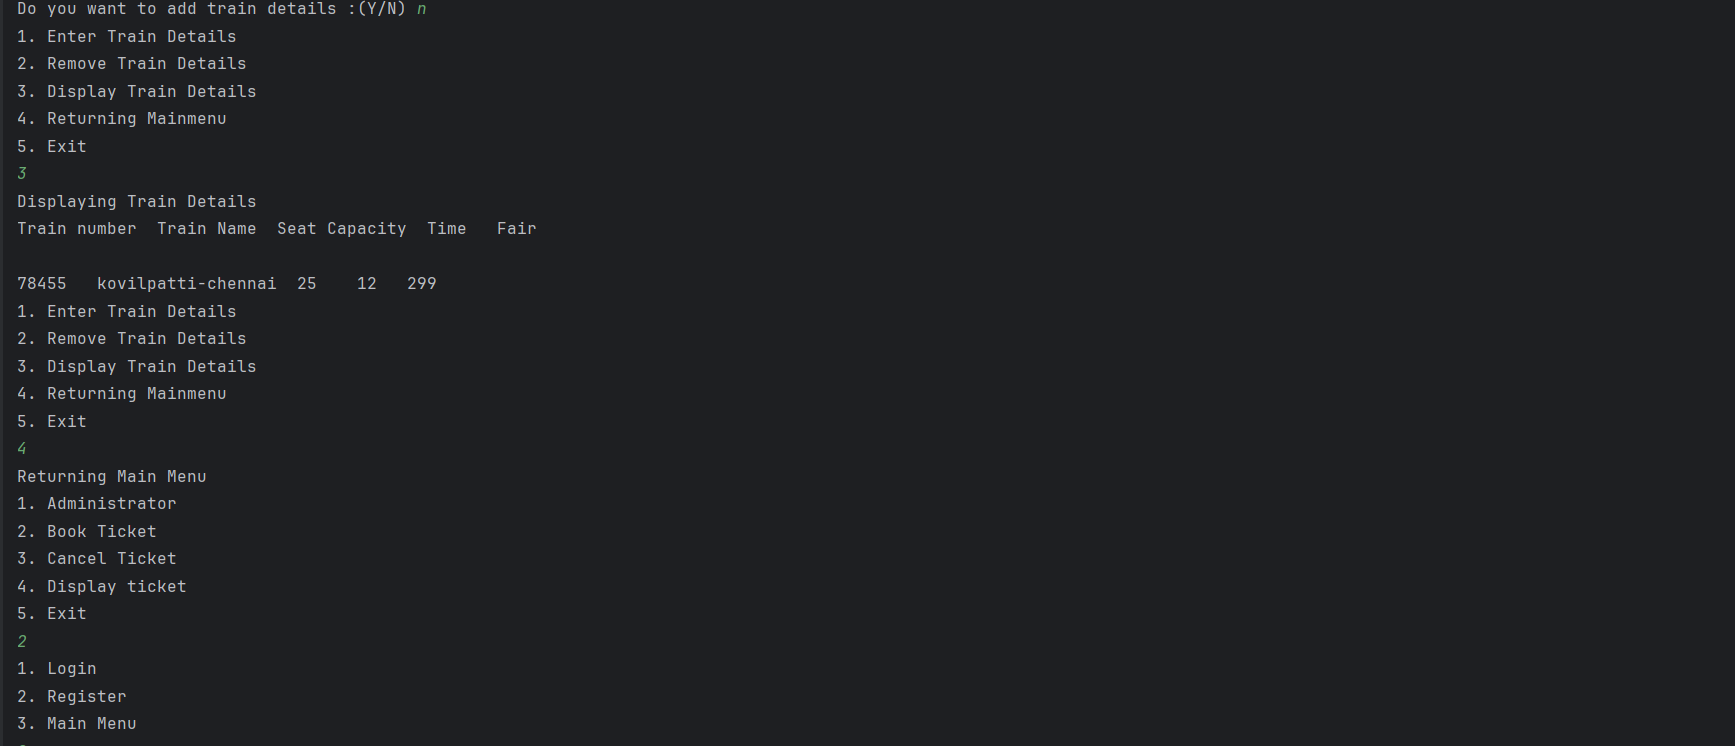 Do you want to add train details :(Y/N) n
1. Enter Train Details
2. Remove Train Details
3. Display Train Details
4. Returning Mainmenu
5. Exit
3
Displaying Train Details
Train number  Train Name  Seat Capacity  Time   Fair
78455   kovilpatti-chennai  25    12   299
1. Enter Train Details
2. Remove Train Details
3. Display Train Details
4. Returning Mainmenu
5. Exit
4
Returning Main Menu
1. Administrator
2. Book Ticket
3. Cancel Ticket
4. Display ticket
5. Exit
2
1. Login
2. Register
3. Main Menu